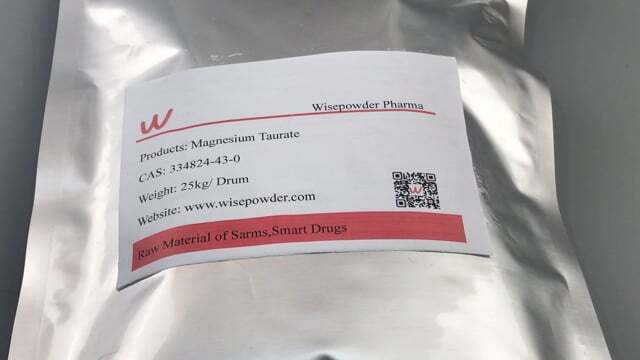 W
Wisepowder Pharma
Products: Magnesium Taurate
CAS: 334824-43-0
Weight: 25kg/ Drum
Website: www.wisepowder.com
Raw Material of Sarms,Smart Drugs